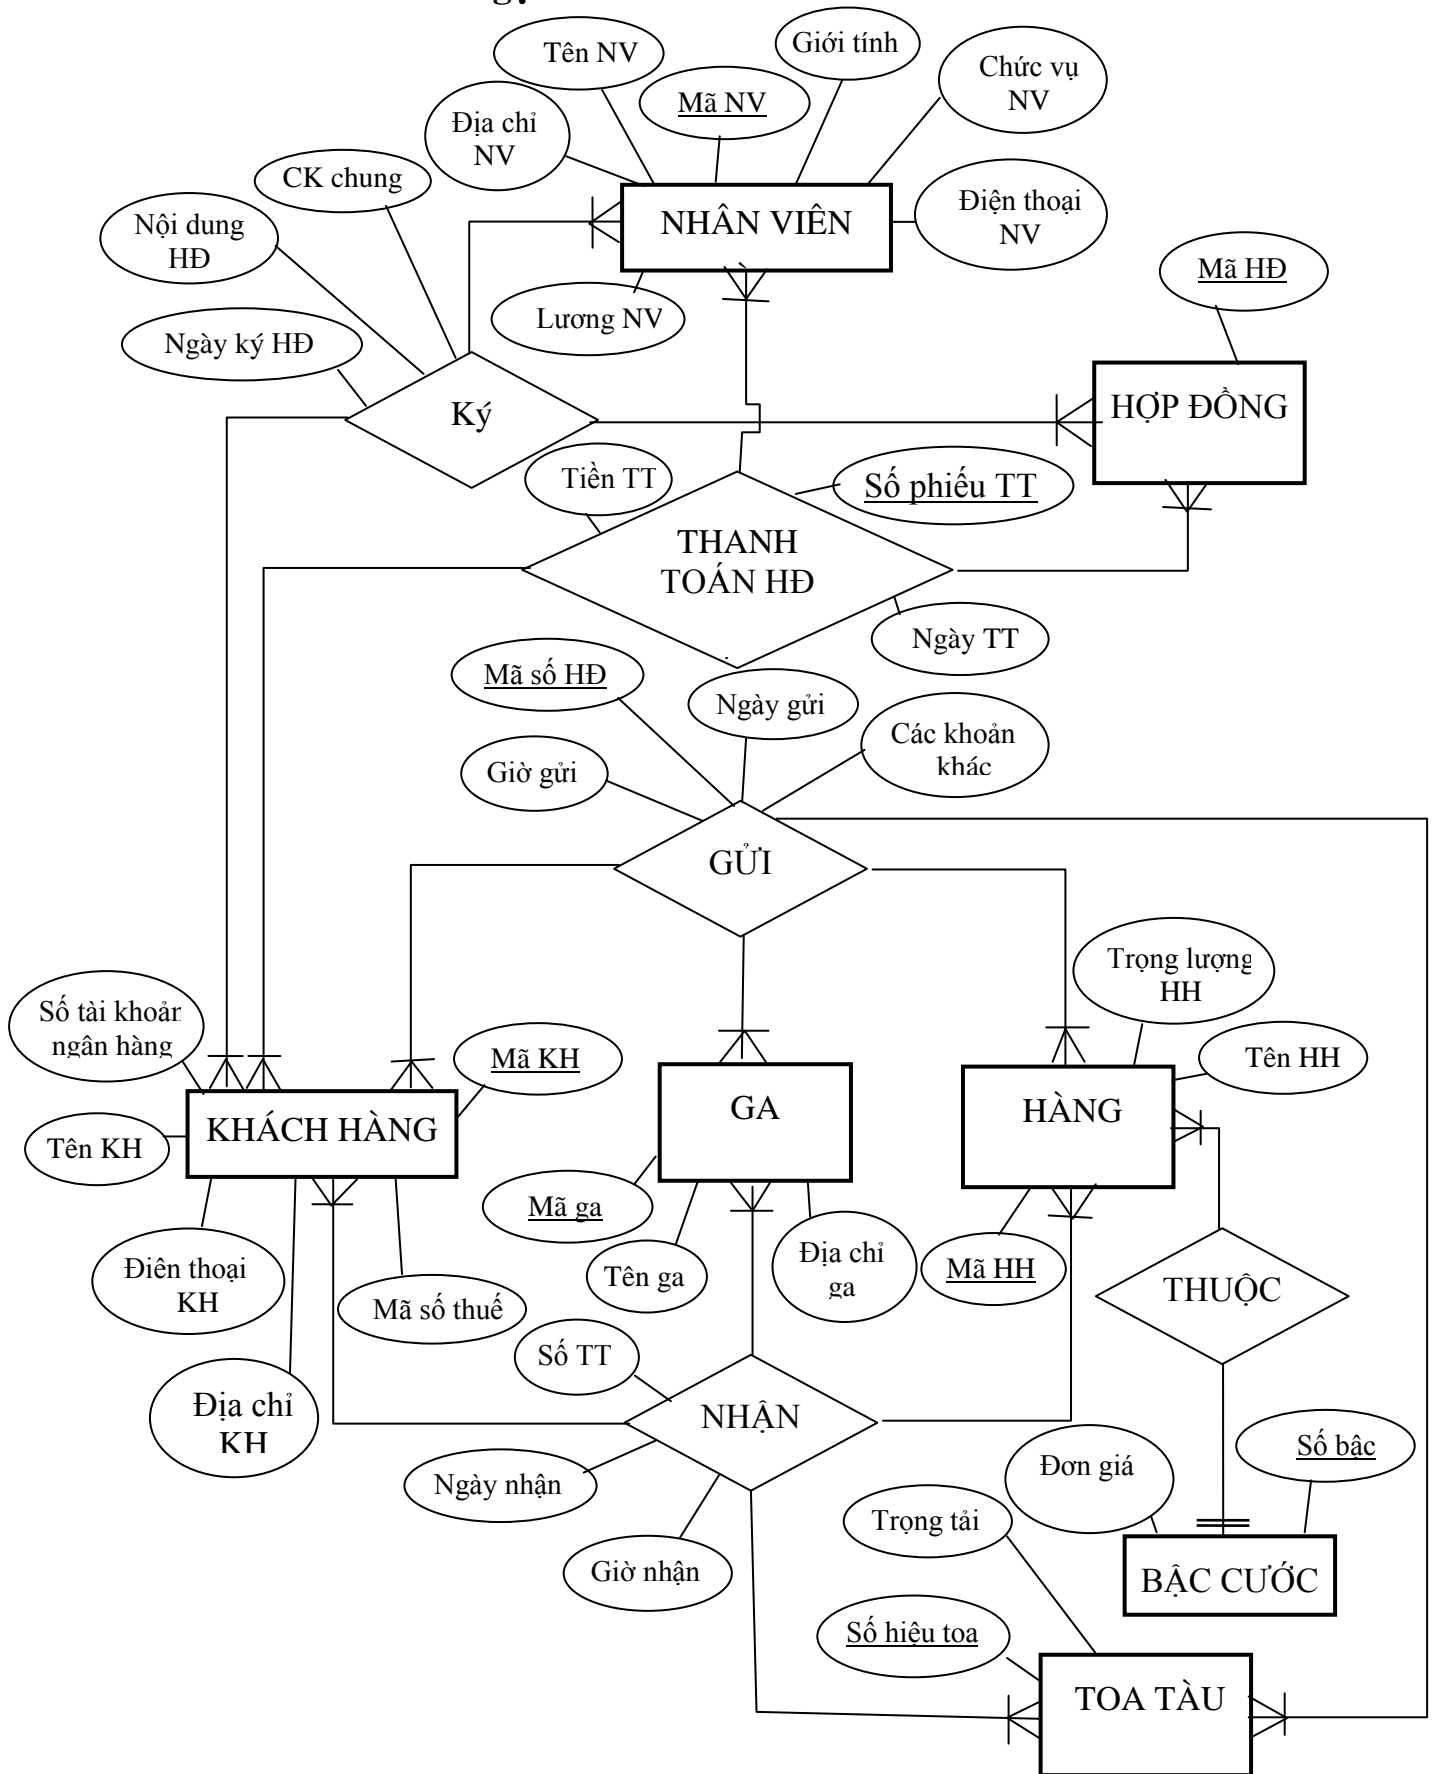 Tên NV
Giới tính
Chức vụ
NV
Mã NV
Địa chỉ
NV
CK chung
Nội dung
HĐ
NHÂN VIÊN
Điện thoại
NV
Mã HĐ
Lương NV
Ngày ký HĐ
Ký
HỢP ĐỒNG
Tiền TT
Số phiếu TT
THANH
TOÁN HĐ
Ngày TT
Mã số HĐ
Ngày gửi
Các khoản
khác
Giờ gửi
GỬI
Trọng lượng
HH
Số tài khoản
ngân hàng
Mã KH
Tên HH
KHÁCH HÀNG
GA
HÀNG
Tên KH
Mã ga
Điên thoại
KH
Mã số thuế
Tên ga
Địa chỉ
ga
Mã HH
THUỘC
Số TT
Địa chỉ
KH
NHẬN
Ngày nhận
Đơn giá
Số bậc
Trọng tải
Giờ nhận
BẬC CƯỚC
Số hiệu toa
TOA TÀU